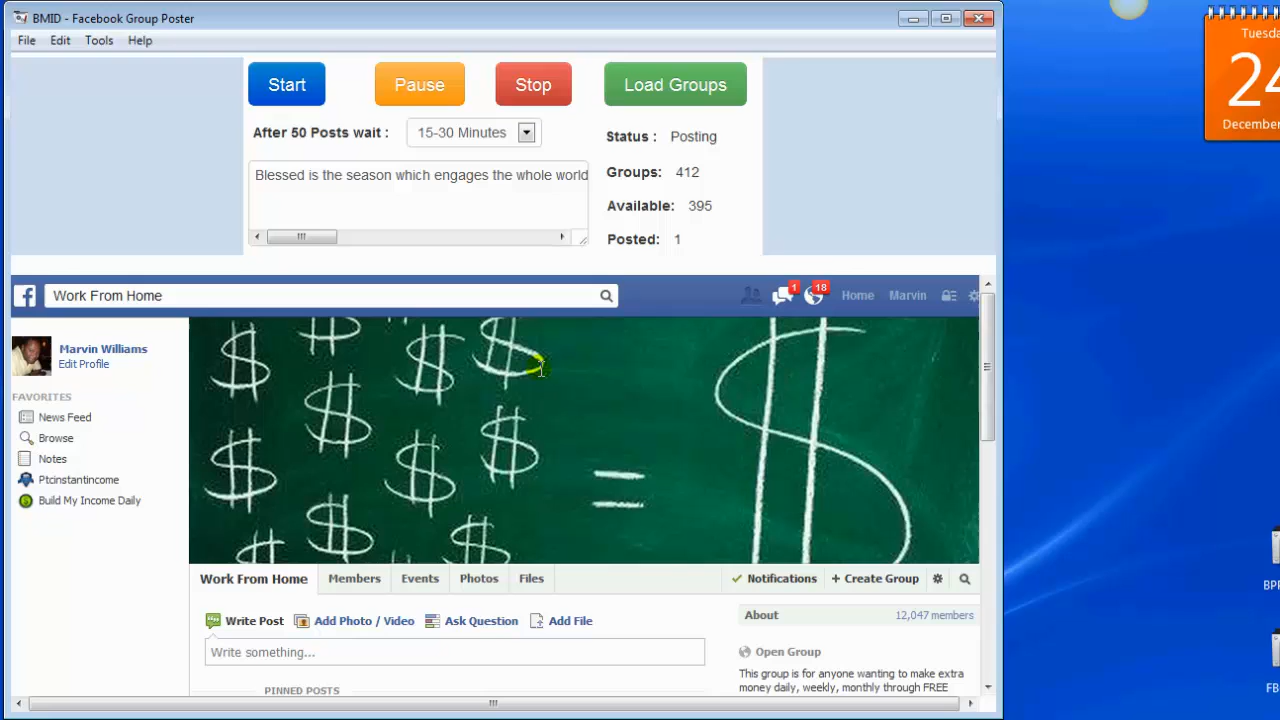 BMID - Facebook Group Poster
File Edit Tools Help
Start Pause Stop Load Groups
After 50 Posts wait : 15-30 Minutes
Status : Posting
Blessed is the season which engages the whole world
Groups: 412
Available: 395
Posted: 1
Work From Home
1 18 Home Marvin
Marvin Williams
Edit Profile
FAVORITES
News Feed
Browse
Notes
Ptcinstantincome
Build My Income Daily
$ $ $ $ $ $ $ $ $ $ $ = $
Work From Home Members Events Photos Files Notifications + Create Group
Write Post Add Photo / Video Ask Question Add File
Write something...
PINNED POSTS
About 12,047 members
Open Group
This group is for anyone wanting to make extra
money daily, weekly, monthly through FREE
Tuesda
24
December
BPP
FB